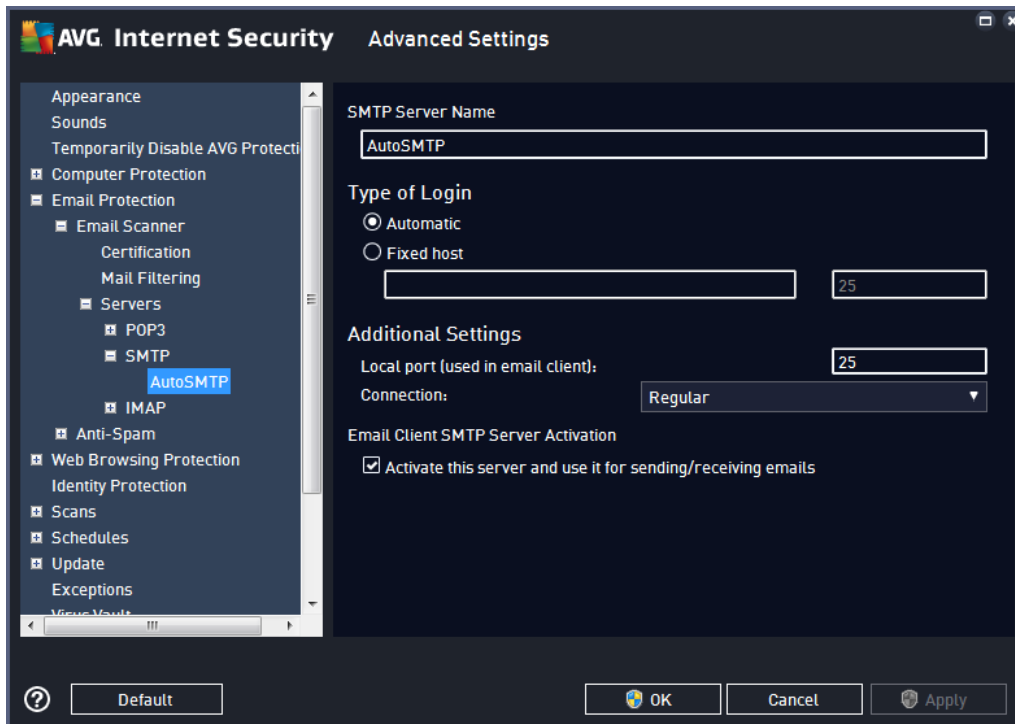 AVG Internet Security Advanced Settings
Appearance
Sounds
Temporarily Disable AVG Protecti
Computer Protection
Email Protection
Email Scanner
Certification
Mail Filtering
Servers
POP3
SMTP
AutoSMTP
IMAP
Anti-Spam
Web Browsing Protection
Identity Protection
Scans
Schedules
Update
Exceptions
Virus Vault
SMTP Server Name
AutoSMTP
Type of Login
Automatic
Fixed host
25
Additional Settings
Local port (used in email client): 25
Connection: Regular
Email Client SMTP Server Activation
Activate this server and use it for sending/receiving emails
? Default OK Cancel Apply